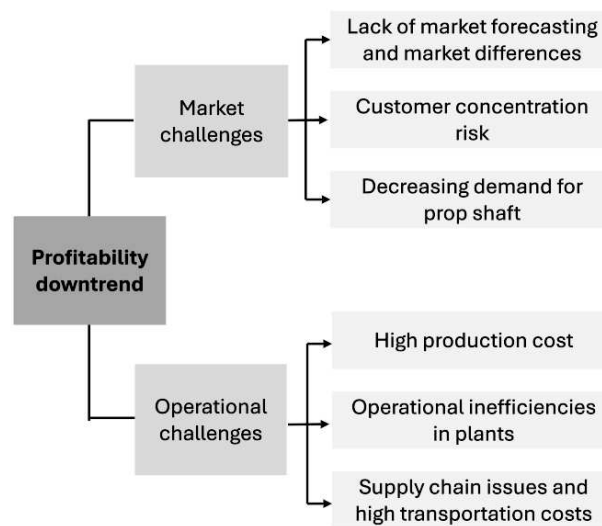 Lack of market forecasting
and market differences
Market
challenges
Customer concentration
risk
Decreasing demand for
prop shaft
Profitability
downtrend
High production cost
Operational
challenges
Operational inefficiencies
in plants
Supply chain issues and
high transportation costs